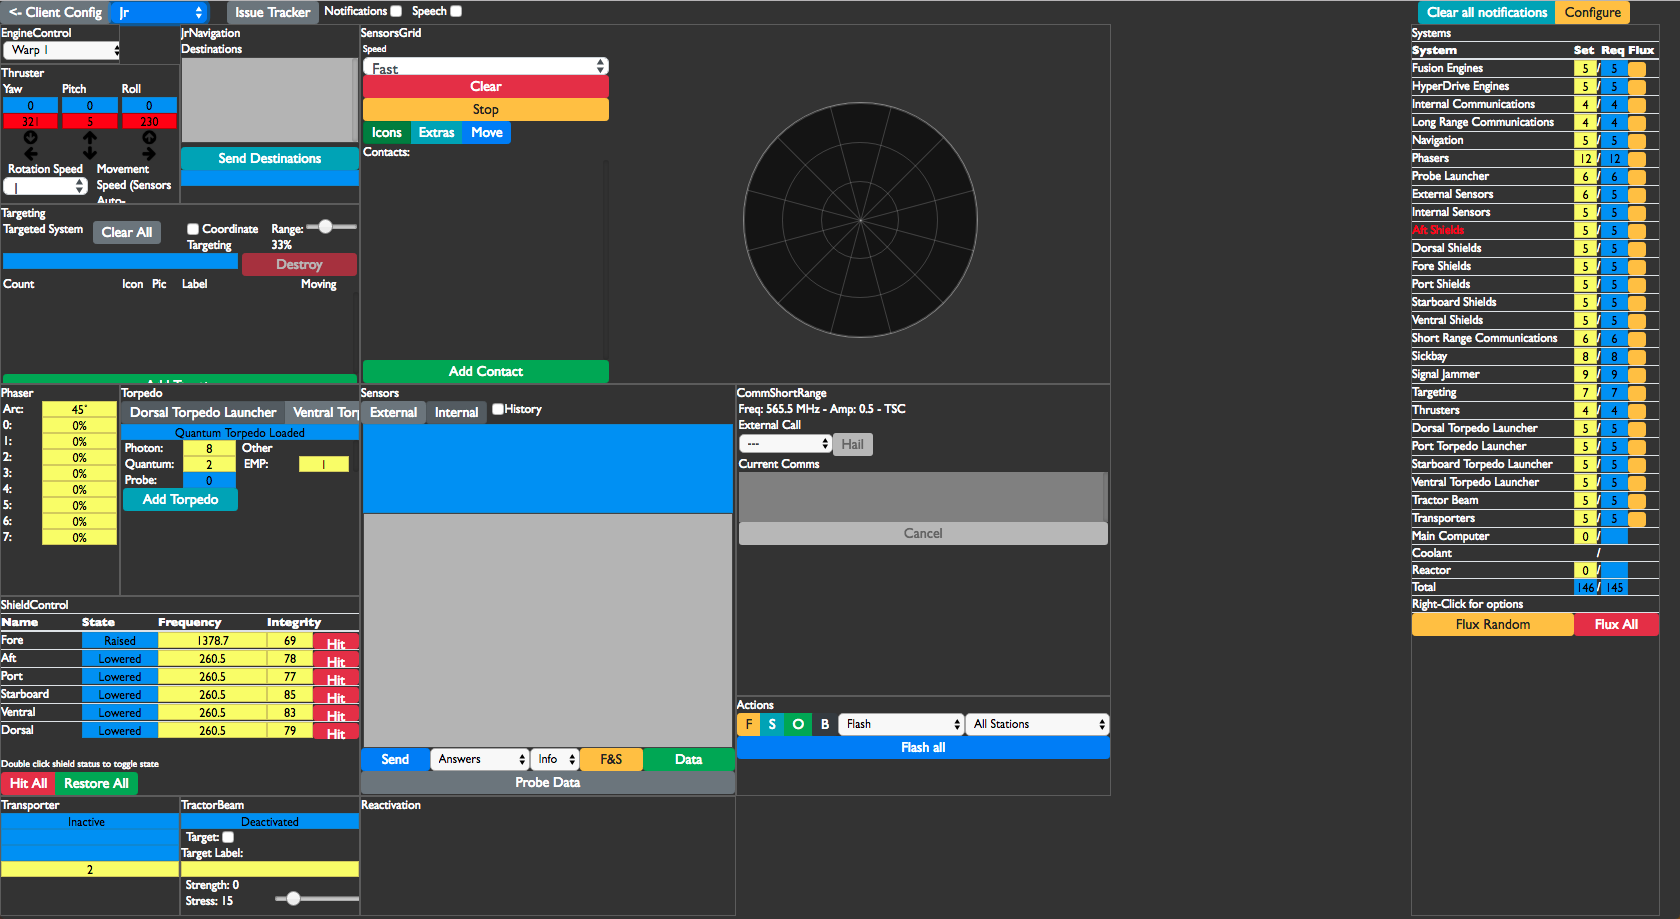 <- Client Config
Jr
Issue Tracker
Notifications
Speech
Clear all notifications
Configure
EngineControl
Warp 1
Thruster
Yaw Pitch Roll
0 0 0
321 5 230
Rotation Speed
1
Movement
Speed (Sensors
Auto-
JrNavigation
Destinations
Send Destinations
Targeting
Targeted System
Clear All
Coordinate
Targeting
Range:
33%
Destroy
Count Icon Pic Label Moving
SensorsGrid
Speed
Fast
Clear
Stop
Icons Extras Move
Contacts:
Add Contact
Phaser
Arc: 45°
0: 0%
1: 0%
2: 0%
3: 0%
4: 0%
5: 0%
6: 0%
7: 0%
Torpedo
Dorsal Torpedo Launcher Ventral Torp
Quantum Torpedo Loaded
Photon: 8 Other
Quantum: 2 EMP: 1
Probe: 0
Add Torpedo
Sensors
External Internal History
Send Answers Info F&S Data
Probe Data
CommShortRange
Freq: 565.5 MHz - Amp: 0.5 - TSC
External Call
--- Hail
Current Comms
Cancel
Actions
F S O B Flash All Stations
Flash all
ShieldControl
Name State Frequency Integrity
Fore Raised 1378.7 69 Hit
Aft Lowered 260.5 78 Hit
Port Lowered 260.5 77 Hit
Starboard Lowered 260.5 85 Hit
Ventral Lowered 260.5 83 Hit
Dorsal Lowered 260.5 79 Hit
Double click shield status to toggle state
Hit All Restore All
Transporter
Inactive
2
TractorBeam
Deactivated
Target:
Target Label:
Strength: 0
Stress: 15
Reactivation
Systems
System Set Req Flux
Fusion Engines 5 / 5
HyperDrive Engines 5 / 5
Internal Communications 4 / 4
Long Range Communications 4 / 4
Navigation 5 / 5
Phasers 12 / 12
Probe Launcher 6 / 6
External Sensors 6 / 5
Internal Sensors 5 / 5
Aft Shields 5 / 5
Dorsal Shields 5 / 5
Fore Shields 5 / 5
Port Shields 5 / 5
Starboard Shields 5 / 5
Ventral Shields 5 / 5
Short Range Communications 6 / 6
Sickbay 8 / 8
Signal Jammer 9 / 9
Targeting 7 / 7
Thrusters 4 / 4
Dorsal Torpedo Launcher 5 / 5
Port Torpedo Launcher 5 / 5
Starboard Torpedo Launcher 5 / 5
Ventral Torpedo Launcher 5 / 5
Tractor Beam 5 / 5
Transporters 5 / 5
Main Computer 0 /
Coolant /
Reactor 0 /
Total 146 / 145
Right-Click for options
Flux Random Flux All